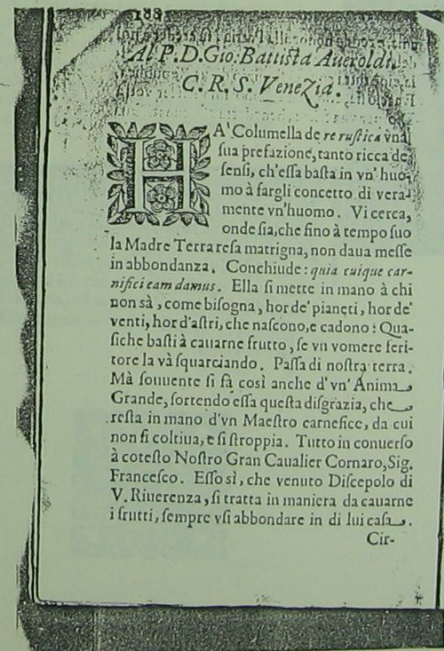 188
Al P.D.Gio. Battista Aueroldi.
C. R. S. Venezia.
HA' Columella de re rustica vna
sua prefazione, tanto ricca de'
sensi, ch'essa basta in vn' huo-
mo à fargli concetto di vera-
mente vn'huomo. Vi cerca,
onde sia, che sino à tempo suo
la Madre Terra resa matrigna, non daua messe
in abbondanza. Conchiude: quia cuique car-
nifici eam damus. Ella si mette in mano à chi
non sà, come bisogna, hor de' pianeti, hor de'
venti, hor d'astri, che nascono, e cadono: Qua-
siche basti à cauarne frutto, se vn vomere feri-
tore la và squarciando. Passa di nostra terra.
Mà souuente si fà così anche d'vn' Anima
Grande, sortendo essa questa disgrazia, che
resta in mano d'vn Maestro carnefice, da cui
non si coltiua, e si stroppia. Tutto in conuerso
à cotesto Nostro Gran Caualier Cornaro, Sig.
Francesco. Esso sì, che venuto Discepolo di
V. Riuerenza, si tratta in maniera da cauarne
i frutti, sempre vsi abbondare in di lui casa.
Cir-